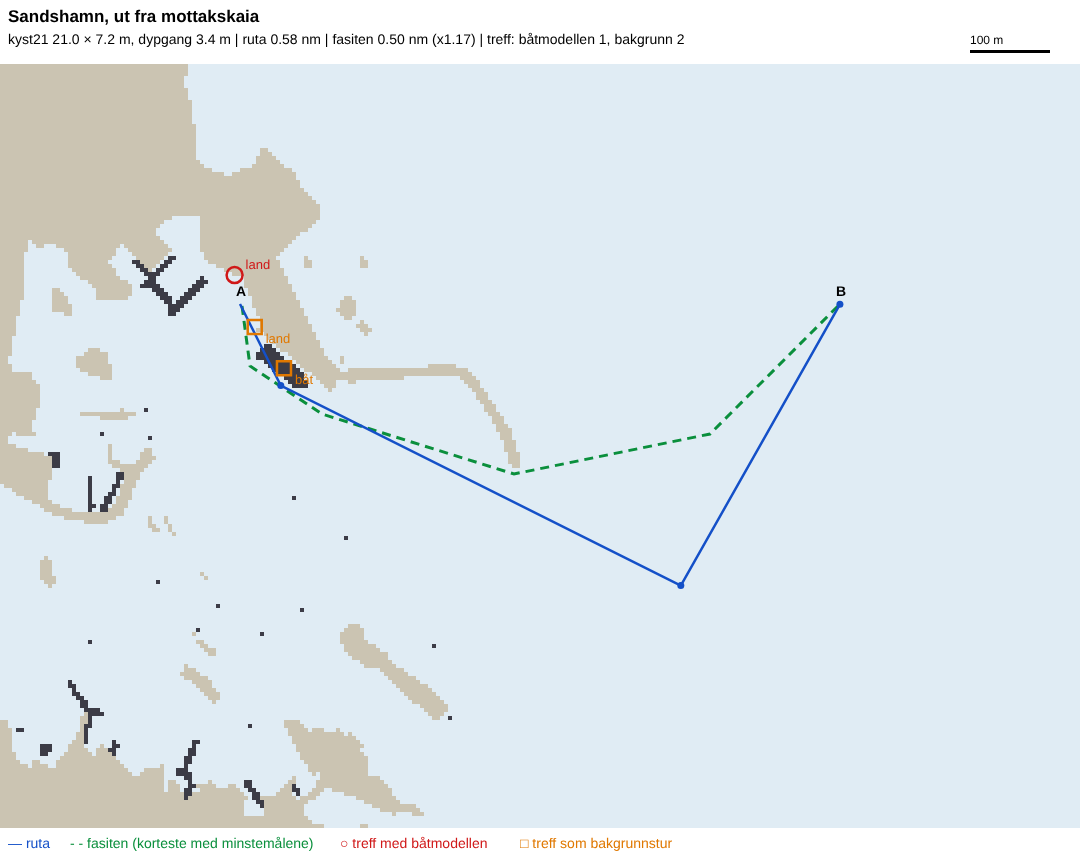 Sandshamn, ut fra mottakskaia
kyst21 21.0 × 7.2 m, dypgang 3.4 m | ruta 0.58 nm | fasiten 0.50 nm (x1.17) | treff: båtmodellen 1, bakgrunn 2
100 m
land
A
B
land
båt
— ruta - - fasiten (korteste med minstemålene) ○ treff med båtmodellen □ treff som bakgrunnstur